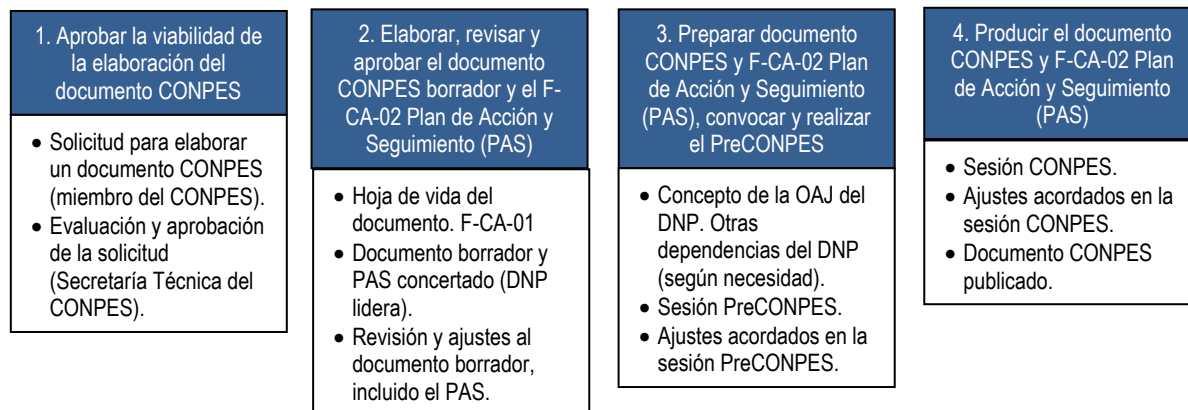 1. Aprobar la viabilidad de
la elaboración del
documento CONPES
• Solicitud para elaborar
un documento CONPES
(miembro del CONPES).
• Evaluación y aprobación
de la solicitud
(Secretaría Técnica del
CONPES).
2. Elaborar, revisar y
aprobar el documento
CONPES borrador y el F-
CA-02 Plan de Acción y
Seguimiento (PAS)
• Hoja de vida del
documento. F-CA-01
• Documento borrador y
PAS concertado (DNP
lidera).
• Revisión y ajustes al
documento borrador,
incluido el PAS.
3. Preparar documento
CONPES y F-CA-02 Plan
de Acción y Seguimiento
(PAS), convocar y realizar
el PreCONPES
• Concepto de la OAJ del
DNP. Otras
dependencias del DNP
(según necesidad).
• Sesión PreCONPES.
• Ajustes acordados en la
sesión PreCONPES.
4. Producir el documento
CONPES y F-CA-02 Plan
de Acción y Seguimiento
(PAS)
• Sesión CONPES.
• Ajustes acordados en la
sesión CONPES.
• Documento CONPES
publicado.